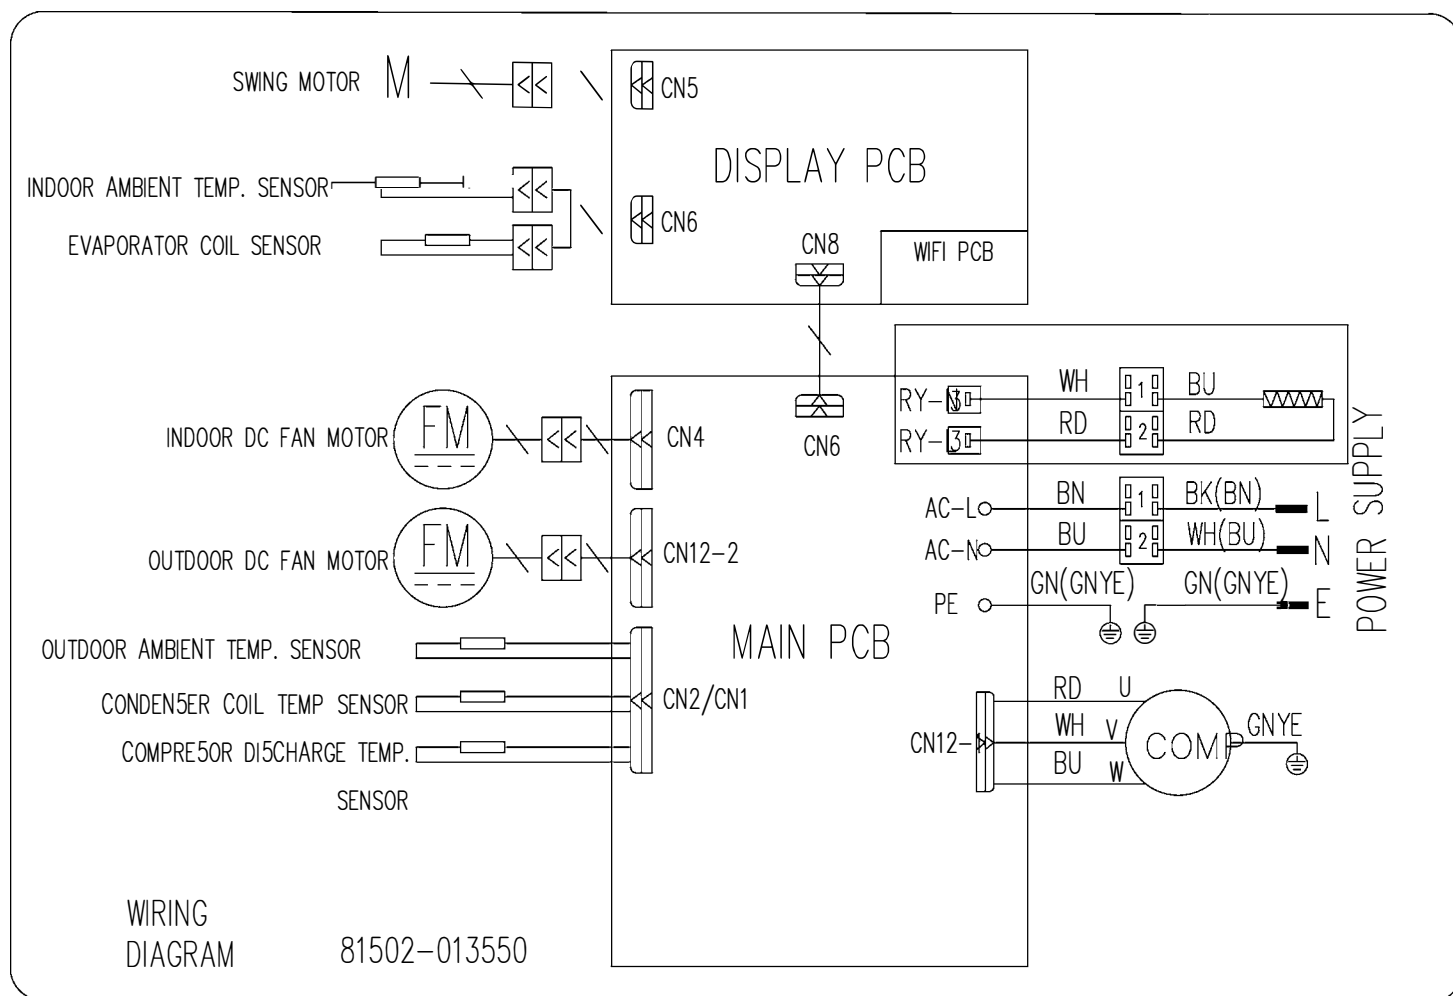 SWING MOTOR M
CN5
DISPLAY PCB
INDOOR AMBIENT TEMP. SENSOR
CN6
EVAPORATOR COIL SENSOR
CN8
WIFI PCB
RY-N 3 WH 1 BU
RY- 3 RD 2 RD
INDOOR DC FAN MOTOR FM CN4
CN6
POWER SUPPLY
AC-L BN 1 BK(BN) L
AC-N BU 2 WH(BU) N
OUTDOOR DC FAN MOTOR FM CN12-2
PE GN(GNYE) GN(GNYE) E
MAIN PCB
OUTDOOR AMBIENT TEMP. SENSOR
CONDEN5ER COIL TEMP SENSOR CN2/CN1
COMPRE5OR DI5CHARGE TEMP.
SENSOR
RD U
CN12- WH V COMP GNYE
BU W
WIRING
DIAGRAM 81502-013550